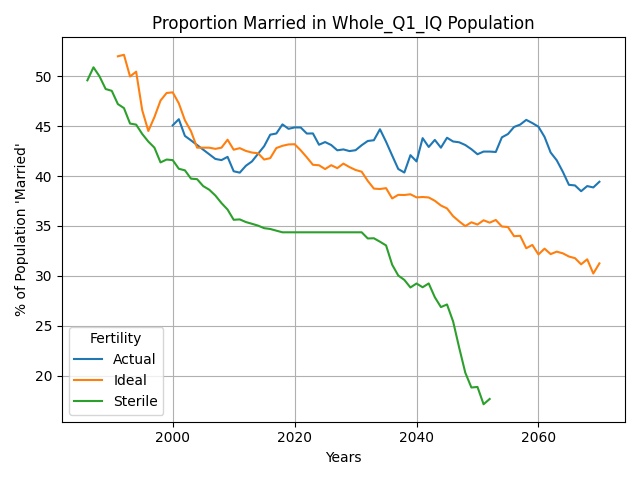 Proportion Married in Whole_Q1_IQ Population
% of Population 'Married'
50
45
40
35
30
25
20
Fertility
Actual
Ideal
Sterile
2000
2020
2040
2060
Years